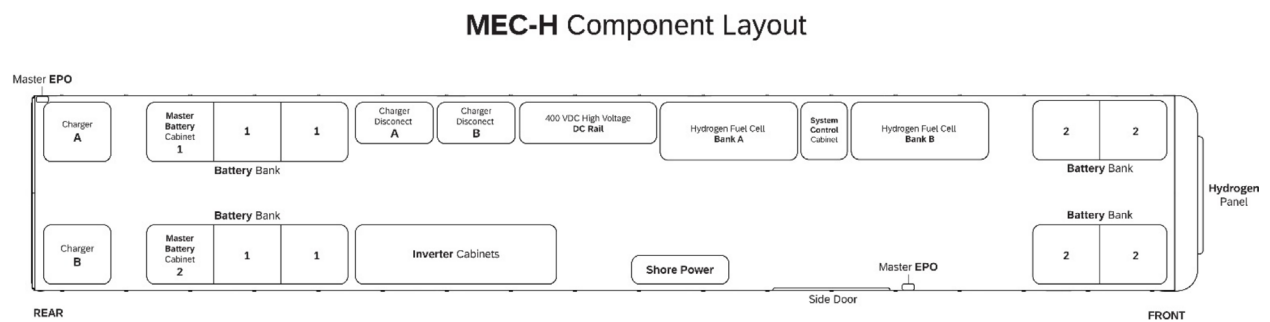 MEC-H Component Layout
Master EPO
Charger
A
Master
Battery
Cabinet
1
1
1
Battery Bank
Charger
Disconect
A
Charger
Disconect
B
400 VDC High Voltage
DC Rail
Hydrogen Fuel Cell
Bank A
System
Control
Cabinet
Hydrogen Fuel Cell
Bank B
2
2
Battery Bank
Hydrogen
Panel
Charger
B
Battery Bank
Master
Battery
Cabinet
2
1
1
Inverter Cabinets
Shore Power
Side Door
Master EPO
Battery Bank
2
2
REAR
FRONT